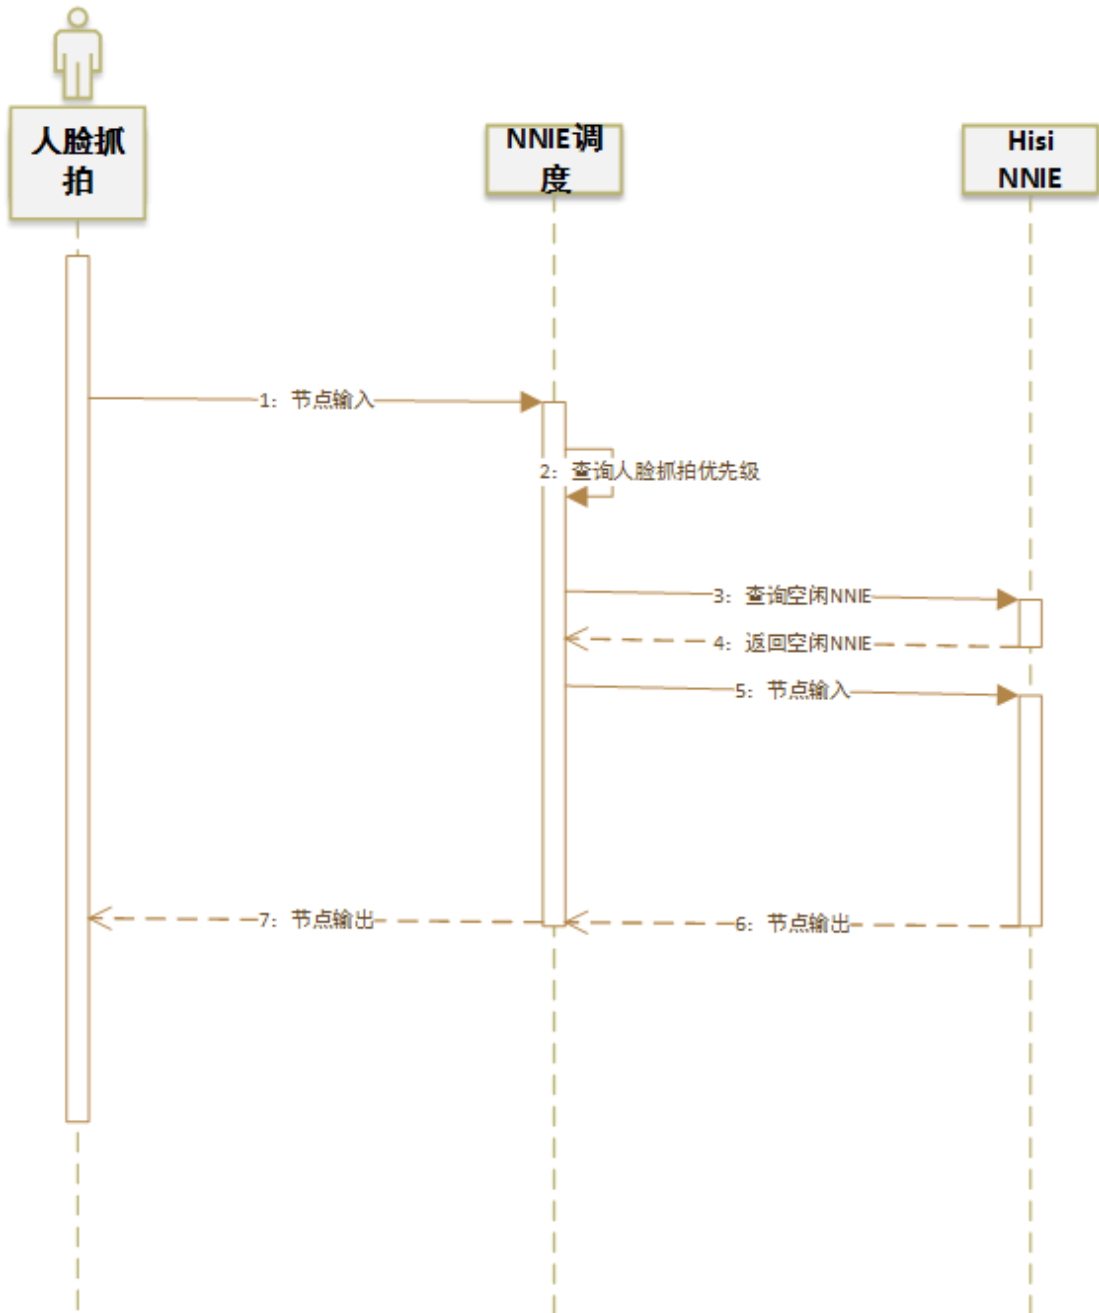 人脸抓
拍
NNIE调
度
Hisi
NNIE
1：节点输入
2：查询人脸抓拍优先级
3：查询空闲NNIE
4：返回空闲NNIE
5：节点输入
7：节点输出
6：节点输出